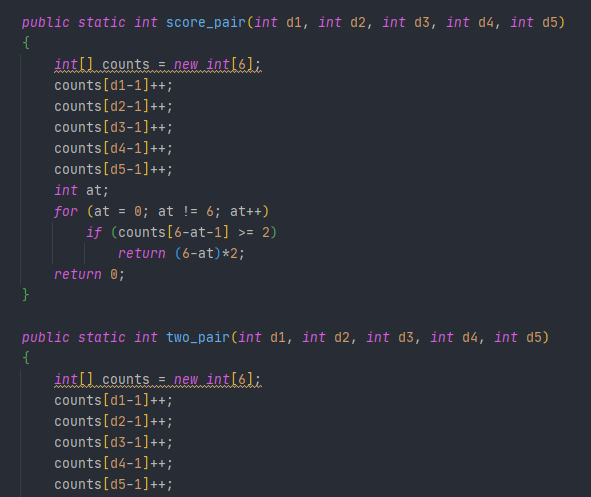 public static int score_pair(int d1, int d2, int d3, int d4, int d5)
{
    int[] counts = new int[6];
    counts[d1-1]++;
    counts[d2-1]++;
    counts[d3-1]++;
    counts[d4-1]++;
    counts[d5-1]++;
    int at;
    for (at = 0; at != 6; at++)
        if (counts[6-at-1] >= 2)
            return (6-at)*2;
    return 0;
}

public static int two_pair(int d1, int d2, int d3, int d4, int d5)
{
    int[] counts = new int[6];
    counts[d1-1]++;
    counts[d2-1]++;
    counts[d3-1]++;
    counts[d4-1]++;
    counts[d5-1]++;